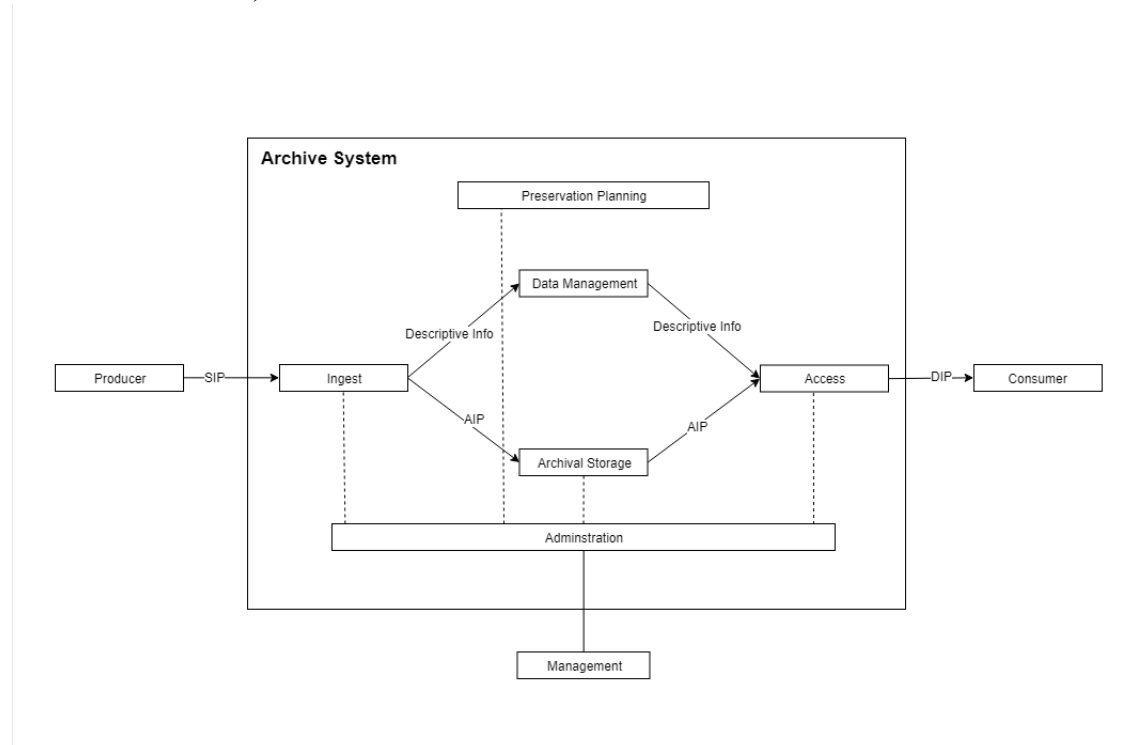 Archive System
Preservation Planning
Data Management
Descriptive Info
Descriptive Info
Producer
SIP
Ingest
Access
DIP
Consumer
AIP
AIP
Archival Storage
Adminstration
Management